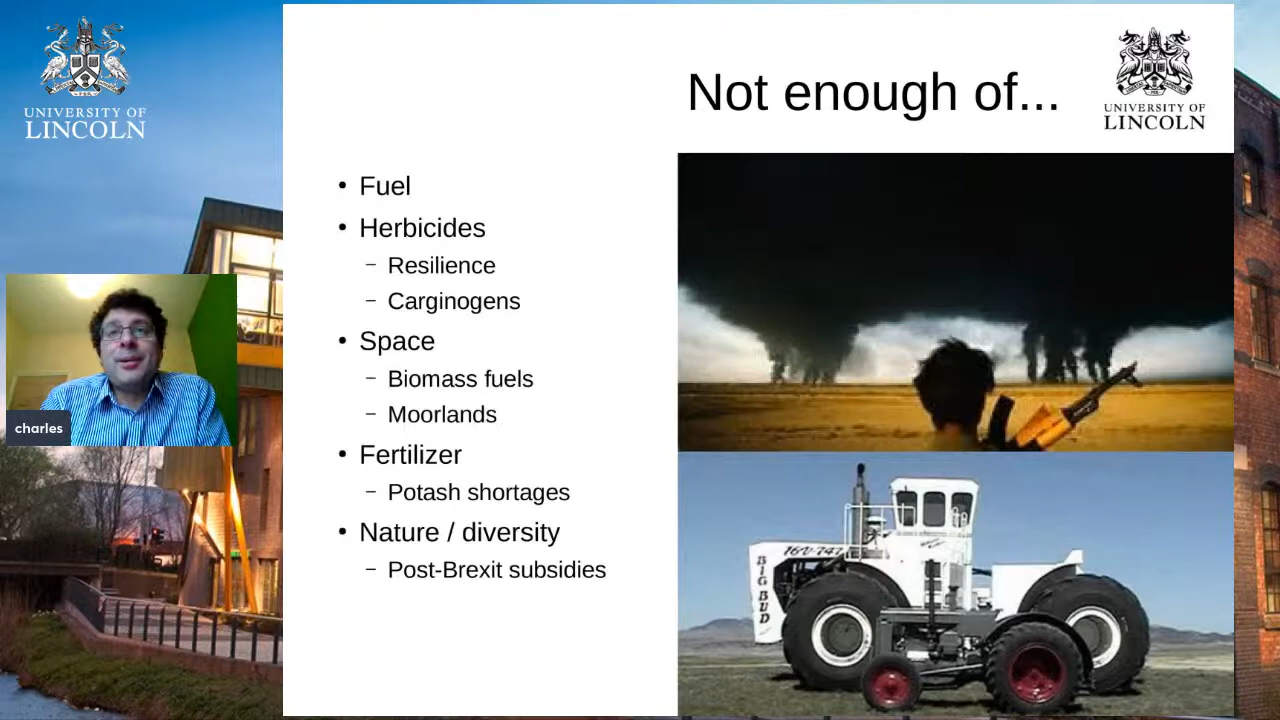 UNIVERSITY OF
LINCOLN
Not enough of...
UNIVERSITY OF
LINCOLN
• Fuel
• Herbicides
– Resilience
– Carginogens
• Space
– Biomass fuels
– Moorlands
• Fertilizer
– Potash shortages
• Nature / diversity
– Post-Brexit subsidies
charles
16V-747
BIG BUD